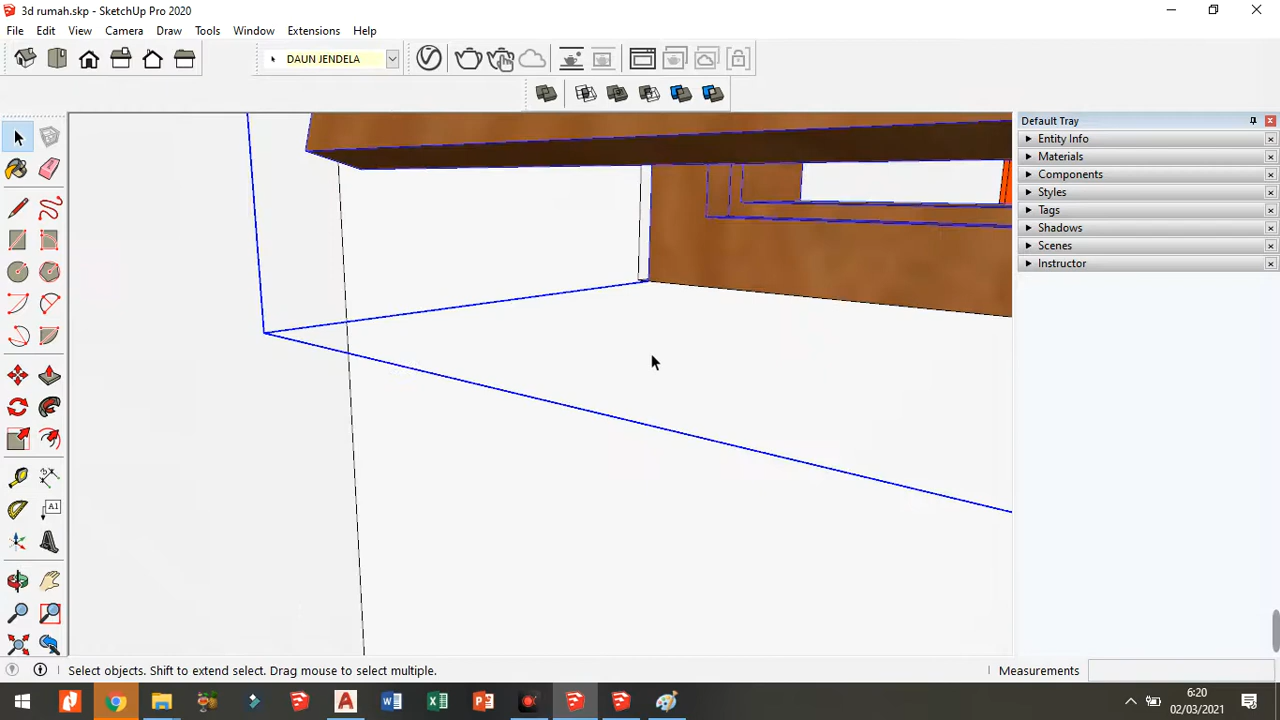 3d rumah.skp - SketchUp Pro 2020
File Edit View Camera Draw Tools Window Extensions Help
DAUN JENDELA
Default Tray
Entity Info
Materials
Components
Styles
Tags
Shadows
Scenes
Instructor
A1
Select objects. Shift to extend select. Drag mouse to select multiple.
Measurements
6:20
02/03/2021